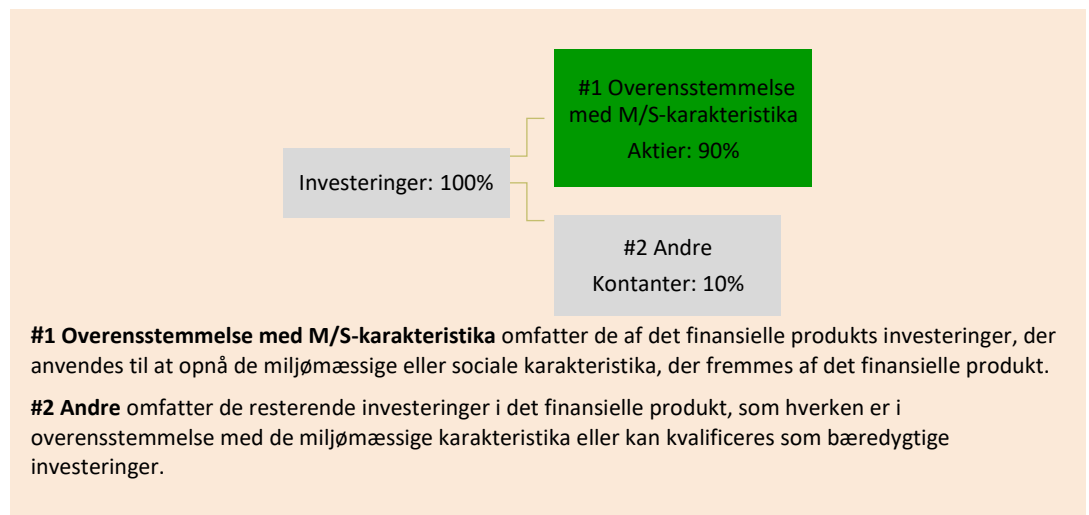 #1 Overensstemmelse
med M/S-karakteristika
Aktier: 90%
Investeringer: 100%
#2 Andre
Kontanter: 10%
#1 Overensstemmelse med M/S-karakteristika omfatter de af det finansielle produkts investeringer, der
anvendes til at opnå de miljømæssige eller sociale karakteristika, der fremmes af det finansielle produkt.
#2 Andre omfatter de resterende investeringer i det finansielle produkt, som hverken er i
overensstemmelse med de miljømæssige karakteristika eller kan kvalificeres som bæredygtige
investeringer.